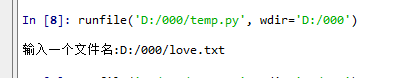 In [8]: runfile('D:/000/temp.py', wdir='D:/000')
输入一个文件名:D:/000/love.txt